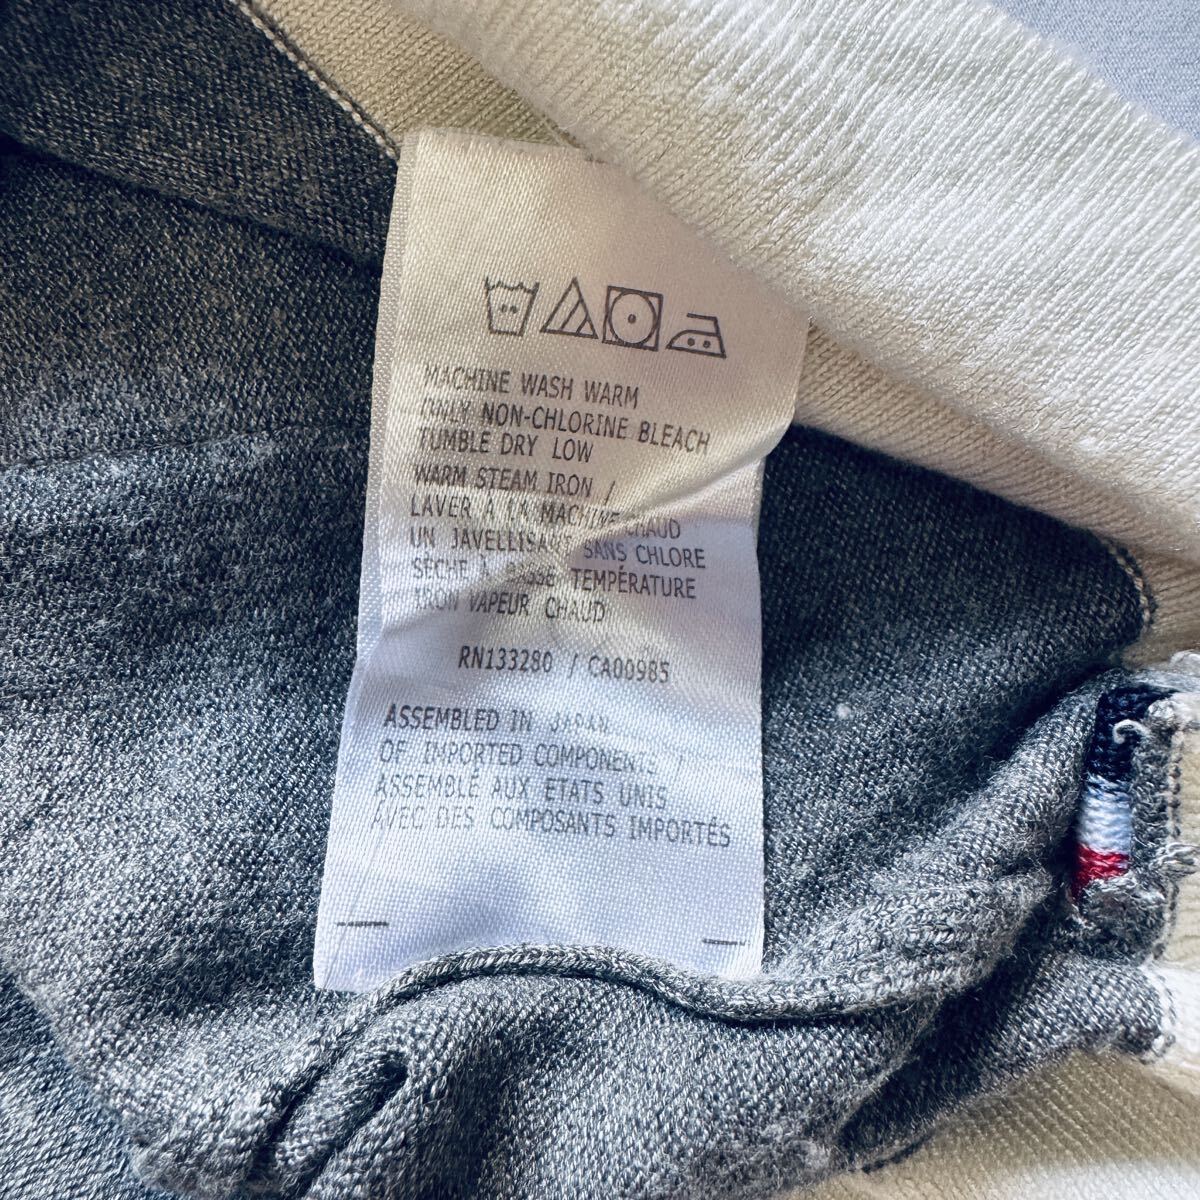 MACHINE WASH WARM
ONLY NON-CHLORINE BLEACH
TUMBLE DRY LOW
WARM STEAM IRON /
LAVER À LA MACHINE CHAUD
UN JAVELLISANT SANS CHLORE
SÈCHE À BASSE TEMPÉRATURE
IRON VAPEUR CHAUD
RN133280 / CA00985
ASSEMBLED IN JAPAN
OF IMPORTED COMPONENTS /
ASSEMBLÉ AUX ETATS UNIS
AVEC DES COMPOSANTS IMPORTÉS